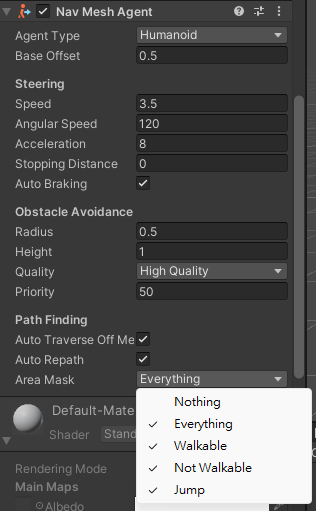 Nav Mesh Agent
Agent Type Humanoid
Base Offset 0.5
Steering
Speed 3.5
Angular Speed 120
Acceleration 8
Stopping Distance 0
Auto Braking
Obstacle Avoidance
Radius 0.5
Height 1
Quality High Quality
Priority 50
Path Finding
Auto Traverse Off Me
Auto Repath
Area Mask Everything
Nothing
Everything
Walkable
Not Walkable
Jump
Default-Mate
Shader Stand
Rendering Mode
Main Maps
Albedo